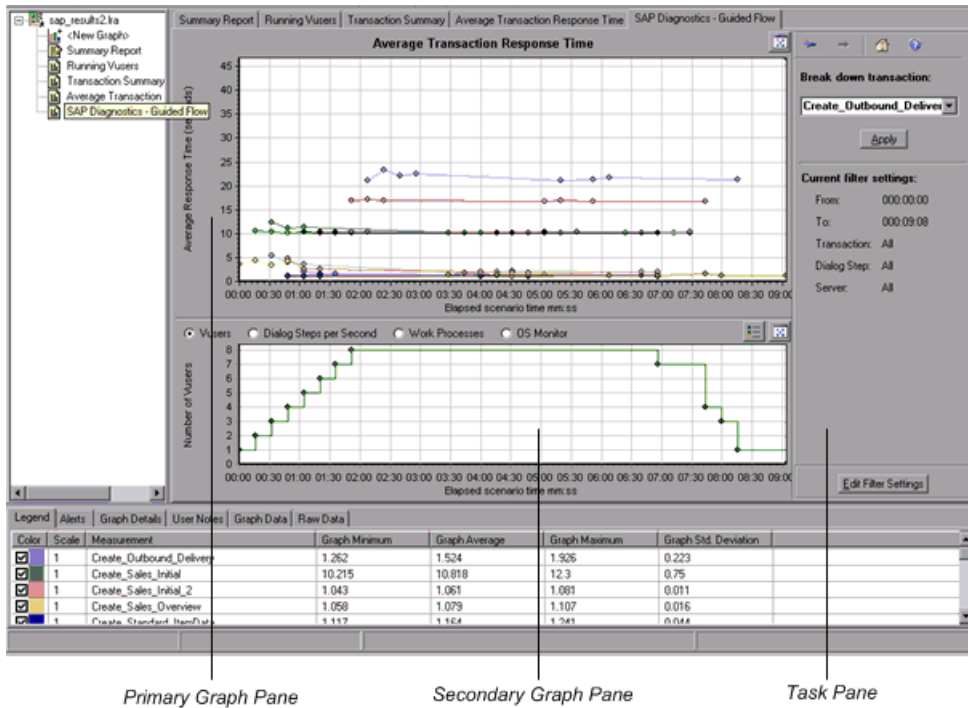 sap_results2.lra
<New Graph>
Summary Report
Running Vusers
Transaction Summary
Average Transaction
SAP Diagnostics - Guided Flow
Summary Report Running Vusers Transaction Summary Average Transaction Response Time SAP Diagnostics - Guided Flow
Average Transaction Response Time
Average Response Time (seconds)
45
40
35
30
25
20
15
10
5
0
00:00 00:30 01:00 01:30 02:00 02:30 03:00 03:30 04:00 04:30 05:00 05:30 06:00 06:30 07:00 07:30 08:00 08:30 09:00
Elapsed scenario time mm:ss
Vusers Dialog Steps per Second Work Processes OS Monitor
Number of Vusers
8
7
6
5
4
3
2
1
0
00:00 00:30 01:00 01:30 02:00 02:30 03:00 03:30 04:00 04:30 05:00 05:30 06:00 06:30 07:00 07:30 08:00 08:30 09:00
Elapsed scenario time mm:ss
Break down transaction:
Create_Outbound_Deliver
Apply
Current filter settings:
From: 000:00:00
To: 000:09:08
Transaction: All
Dialog Step: All
Server: All
Edit Filter Settings
Legend Alerts Graph Details User Notes Graph Data Raw Data
Color Scale Measurement Graph Minimum Graph Average Graph Maximum Graph Std. Deviation
1 Create_Outbound_Delivery 1.262 1.524 1.926 0.223
1 Create_Sales_Initial 10.215 10.818 12.3 0.75
1 Create_Sales_Initial_2 1.043 1.061 1.081 0.011
1 Create_Sales_Overview 1.058 1.079 1.107 0.016
1 Create_Standard_ItemData 1.117 1.164 1.241 0.044
Primary Graph Pane Secondary Graph Pane Task Pane